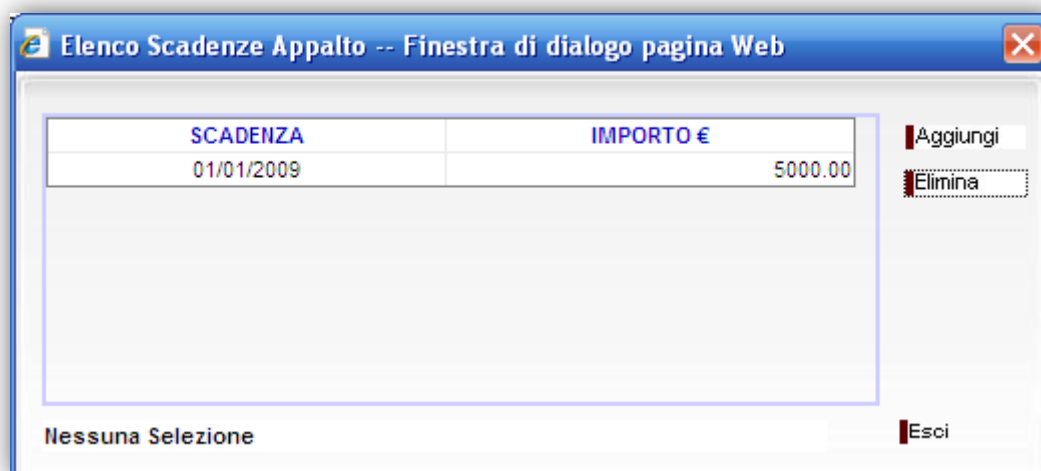 Elenco Scadenze Appalto -- Finestra di dialogo pagina Web
SCADENZA IMPORTO €
01/01/2009 5000.00
Aggiungi
Elimina
Nessuna Selezione
Esci